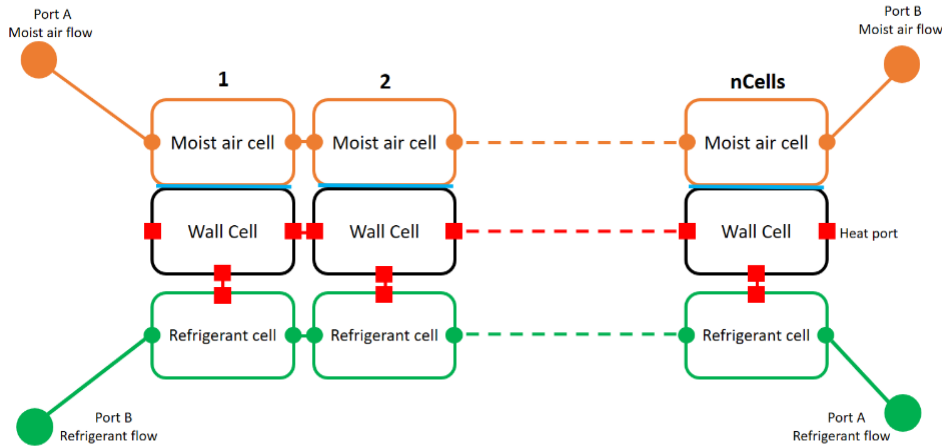 Port A
Moist air flow
Port B
Moist air flow
1
2
nCells
Moist air cell
Moist air cell
Moist air cell
Wall Cell
Wall Cell
Wall Cell
Heat port
Refrigerant cell
Refrigerant cell
Refrigerant cell
Port B
Refrigerant flow
Port A
Refrigerant flow